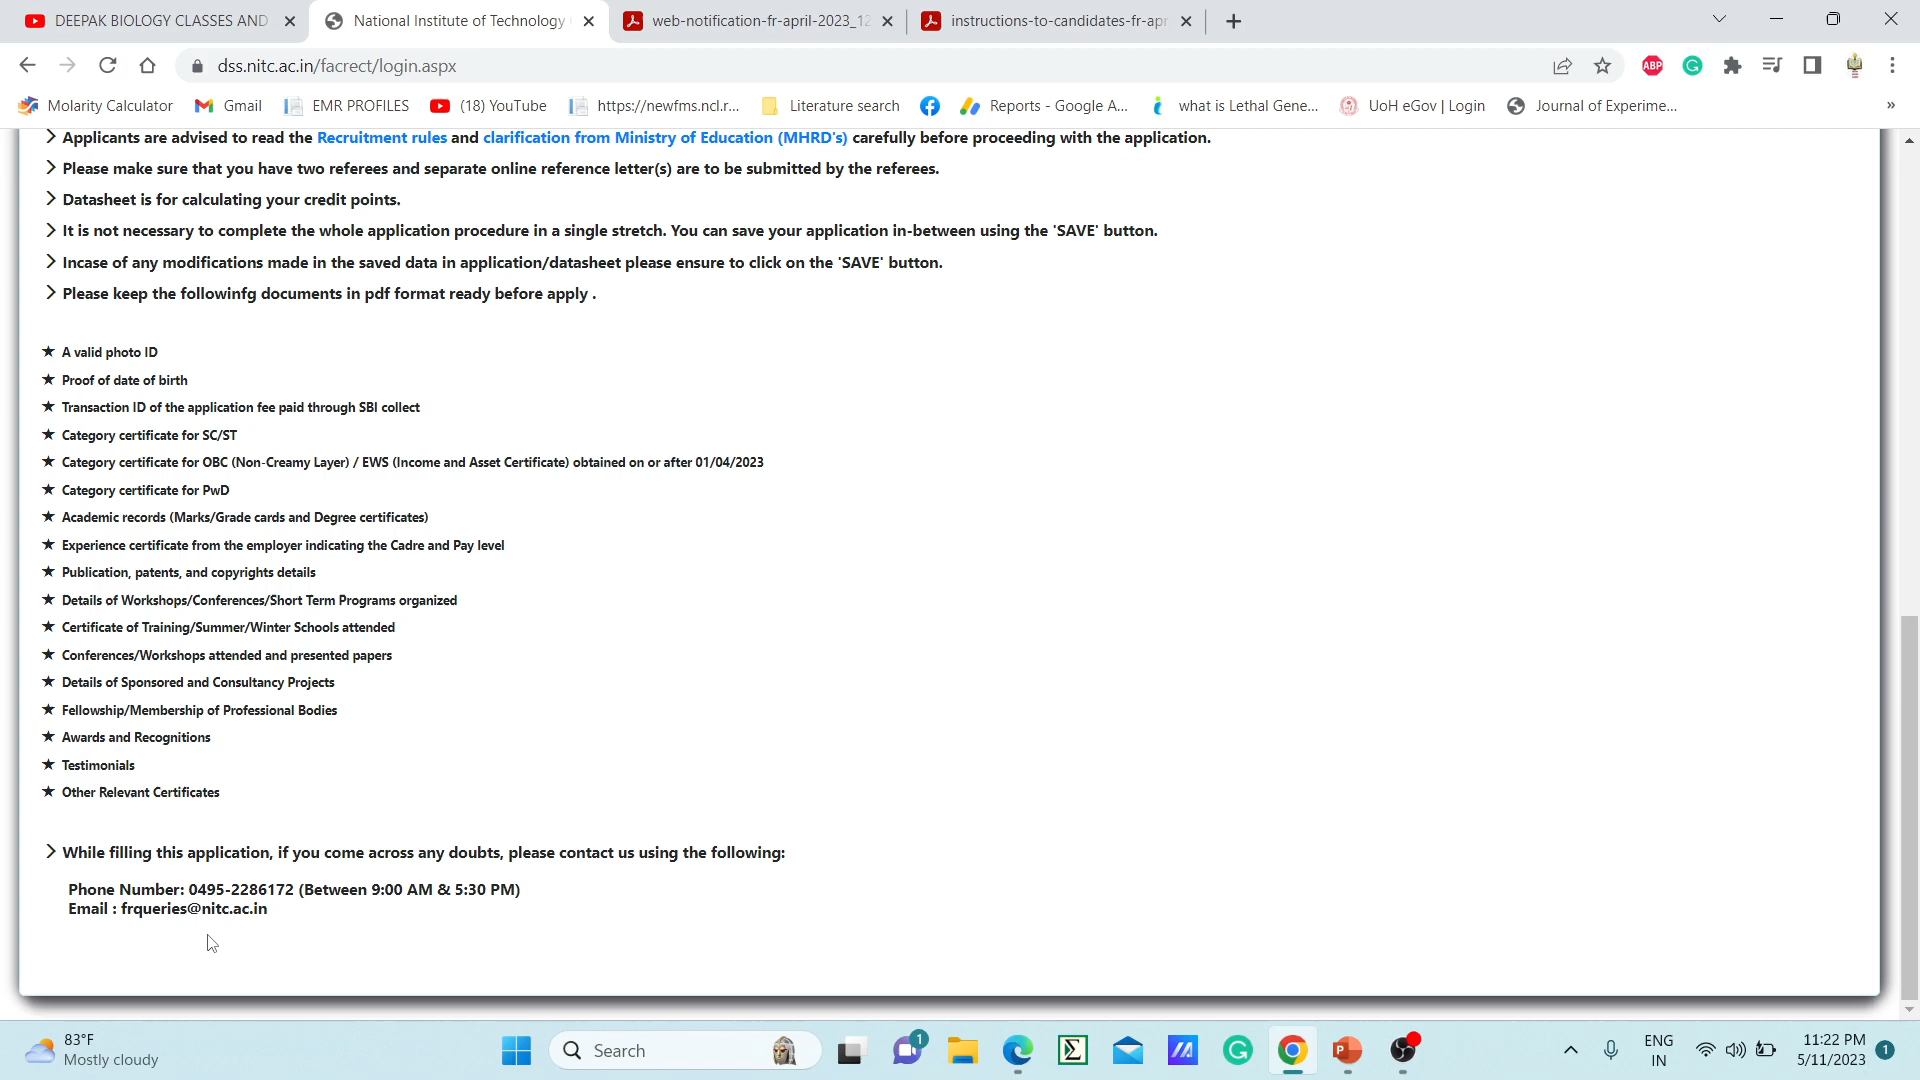 DEEPAK BIOLOGY CLASSES AND
National Institute of Technology
web-notification-fr-april-2023_12
instructions-to-candidates-fr-apr
dss.nitc.ac.in/facrect/login.aspx
ABP
Molarity Calculator
Gmail
EMR PROFILES
(18) YouTube
https://newfms.ncl.r...
Literature search
Reports - Google A...
what is Lethal Gene...
UoH eGov | Login
Journal of Experime...
»
Applicants are advised to read the Recruitment rules and clarification from Ministry of Education (MHRD's) carefully before proceeding with the application.
Please make sure that you have two referees and separate online reference letter(s) are to be submitted by the referees.
Datasheet is for calculating your credit points.
It is not necessary to complete the whole application procedure in a single stretch. You can save your application in-between using the 'SAVE' button.
Incase of any modifications made in the saved data in application/datasheet please ensure to click on the 'SAVE' button.
Please keep the followinfg documents in pdf format ready before apply .
★ A valid photo ID
★ Proof of date of birth
★ Transaction ID of the application fee paid through SBI collect
★ Category certificate for SC/ST
★ Category certificate for OBC (Non-Creamy Layer) / EWS (Income and Asset Certificate) obtained on or after 01/04/2023
★ Category certificate for PwD
★ Academic records (Marks/Grade cards and Degree certificates)
★ Experience certificate from the employer indicating the Cadre and Pay level
★ Publication, patents, and copyrights details
★ Details of Workshops/Conferences/Short Term Programs organized
★ Certificate of Training/Summer/Winter Schools attended
★ Conferences/Workshops attended and presented papers
★ Details of Sponsored and Consultancy Projects
★ Fellowship/Membership of Professional Bodies
★ Awards and Recognitions
★ Testimonials
★ Other Relevant Certificates
While filling this application, if you come across any doubts, please contact us using the following:
Phone Number: 0495-2286172 (Between 9:00 AM & 5:30 PM)
Email : frqueries@nitc.ac.in
83°F
Mostly cloudy
Search
1
ENG
IN
11:22 PM
5/11/2023
1